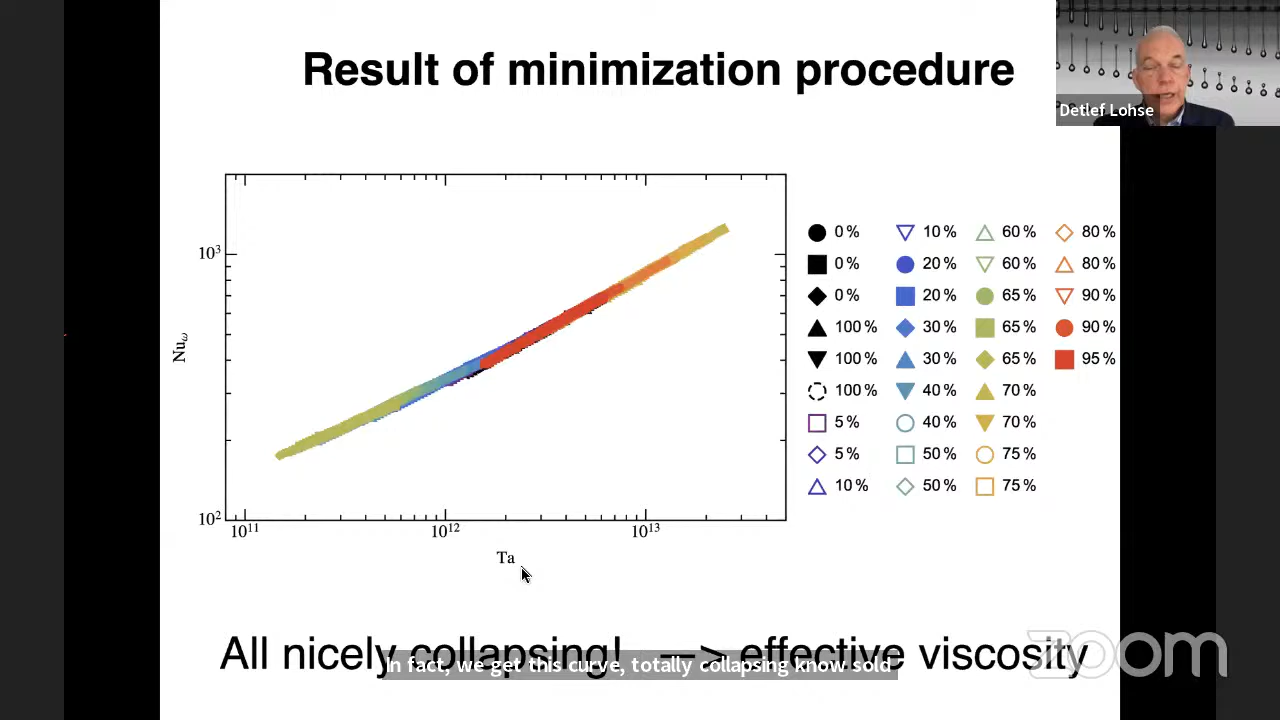 Result of minimization procedure
Detlef Lohse
10³
10²
Nuω
10¹¹ 10¹² 10¹³
Ta
0 % 10 % 60 % 80 %
0 % 20 % 60 % 80 %
0 % 20 % 65 % 90 %
100 % 30 % 65 % 90 %
100 % 30 % 65 % 95 %
100 % 40 % 70 %
5 % 40 % 70 %
5 % 50 % 75 %
10 % 50 % 75 %
All nicely collapsing! —> effective viscosity
In fact, we get this curve, totally collapsing know sold
zoom